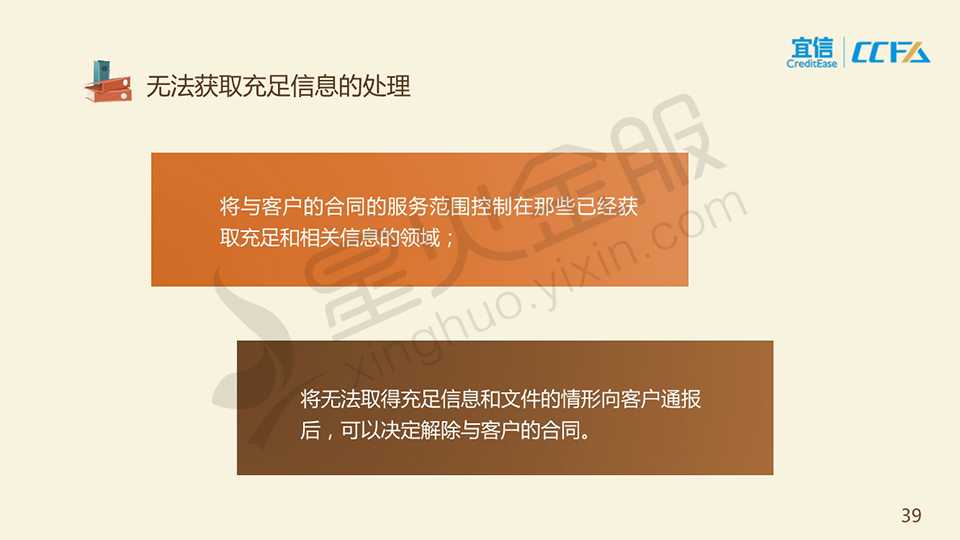 宜信
CreditEase
CCFA
无法获取充足信息的处理
将与客户的合同的服务范围控制在那些已经获
取充足和相关信息的领域；
星火金服
xinghuo.yixin.com
将无法取得充足信息和文件的情形向客户通报
后，可以决定解除与客户的合同。
39